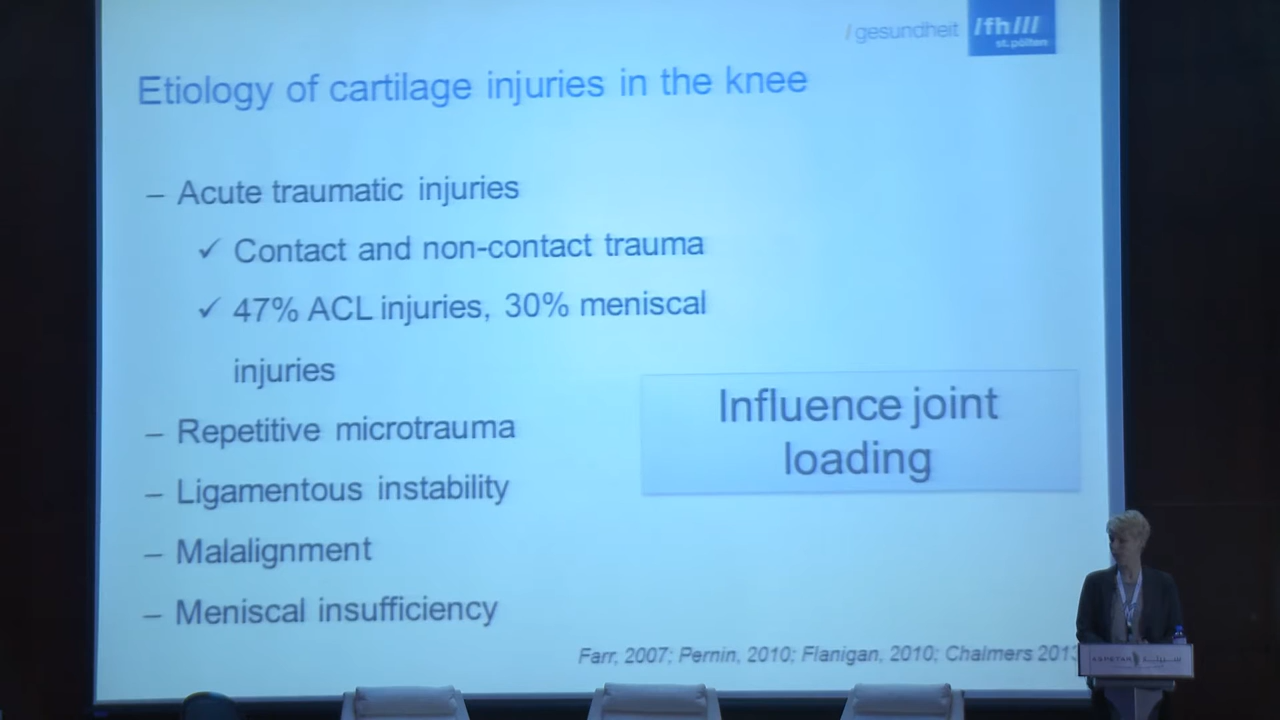 / gesundheit
/fh///
st.pölten
Etiology of cartilage injuries in the knee
– Acute traumatic injuries
✓ Contact and non-contact trauma
✓ 47% ACL injuries, 30% meniscal
injuries
– Repetitive microtrauma
– Ligamentous instability
– Malalignment
– Meniscal insufficiency
Influence joint
loading
Farr, 2007; Pernin, 2010; Flanigan, 2010; Chalmers 2013
ASPETAR سبيتار